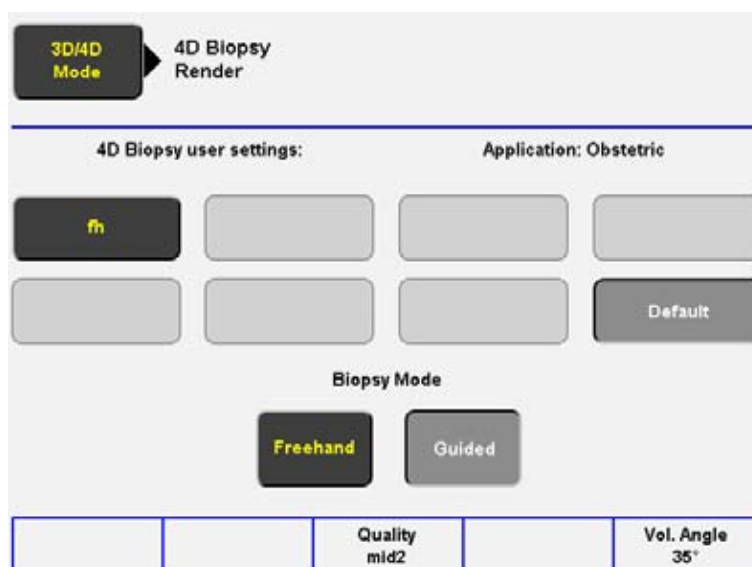 3D/4D
Mode
4D Biopsy
Render
4D Biopsy user settings: Application: Obstetric
fh
Default
Biopsy Mode
Freehand Guided
Quality
mid2
Vol. Angle
35°